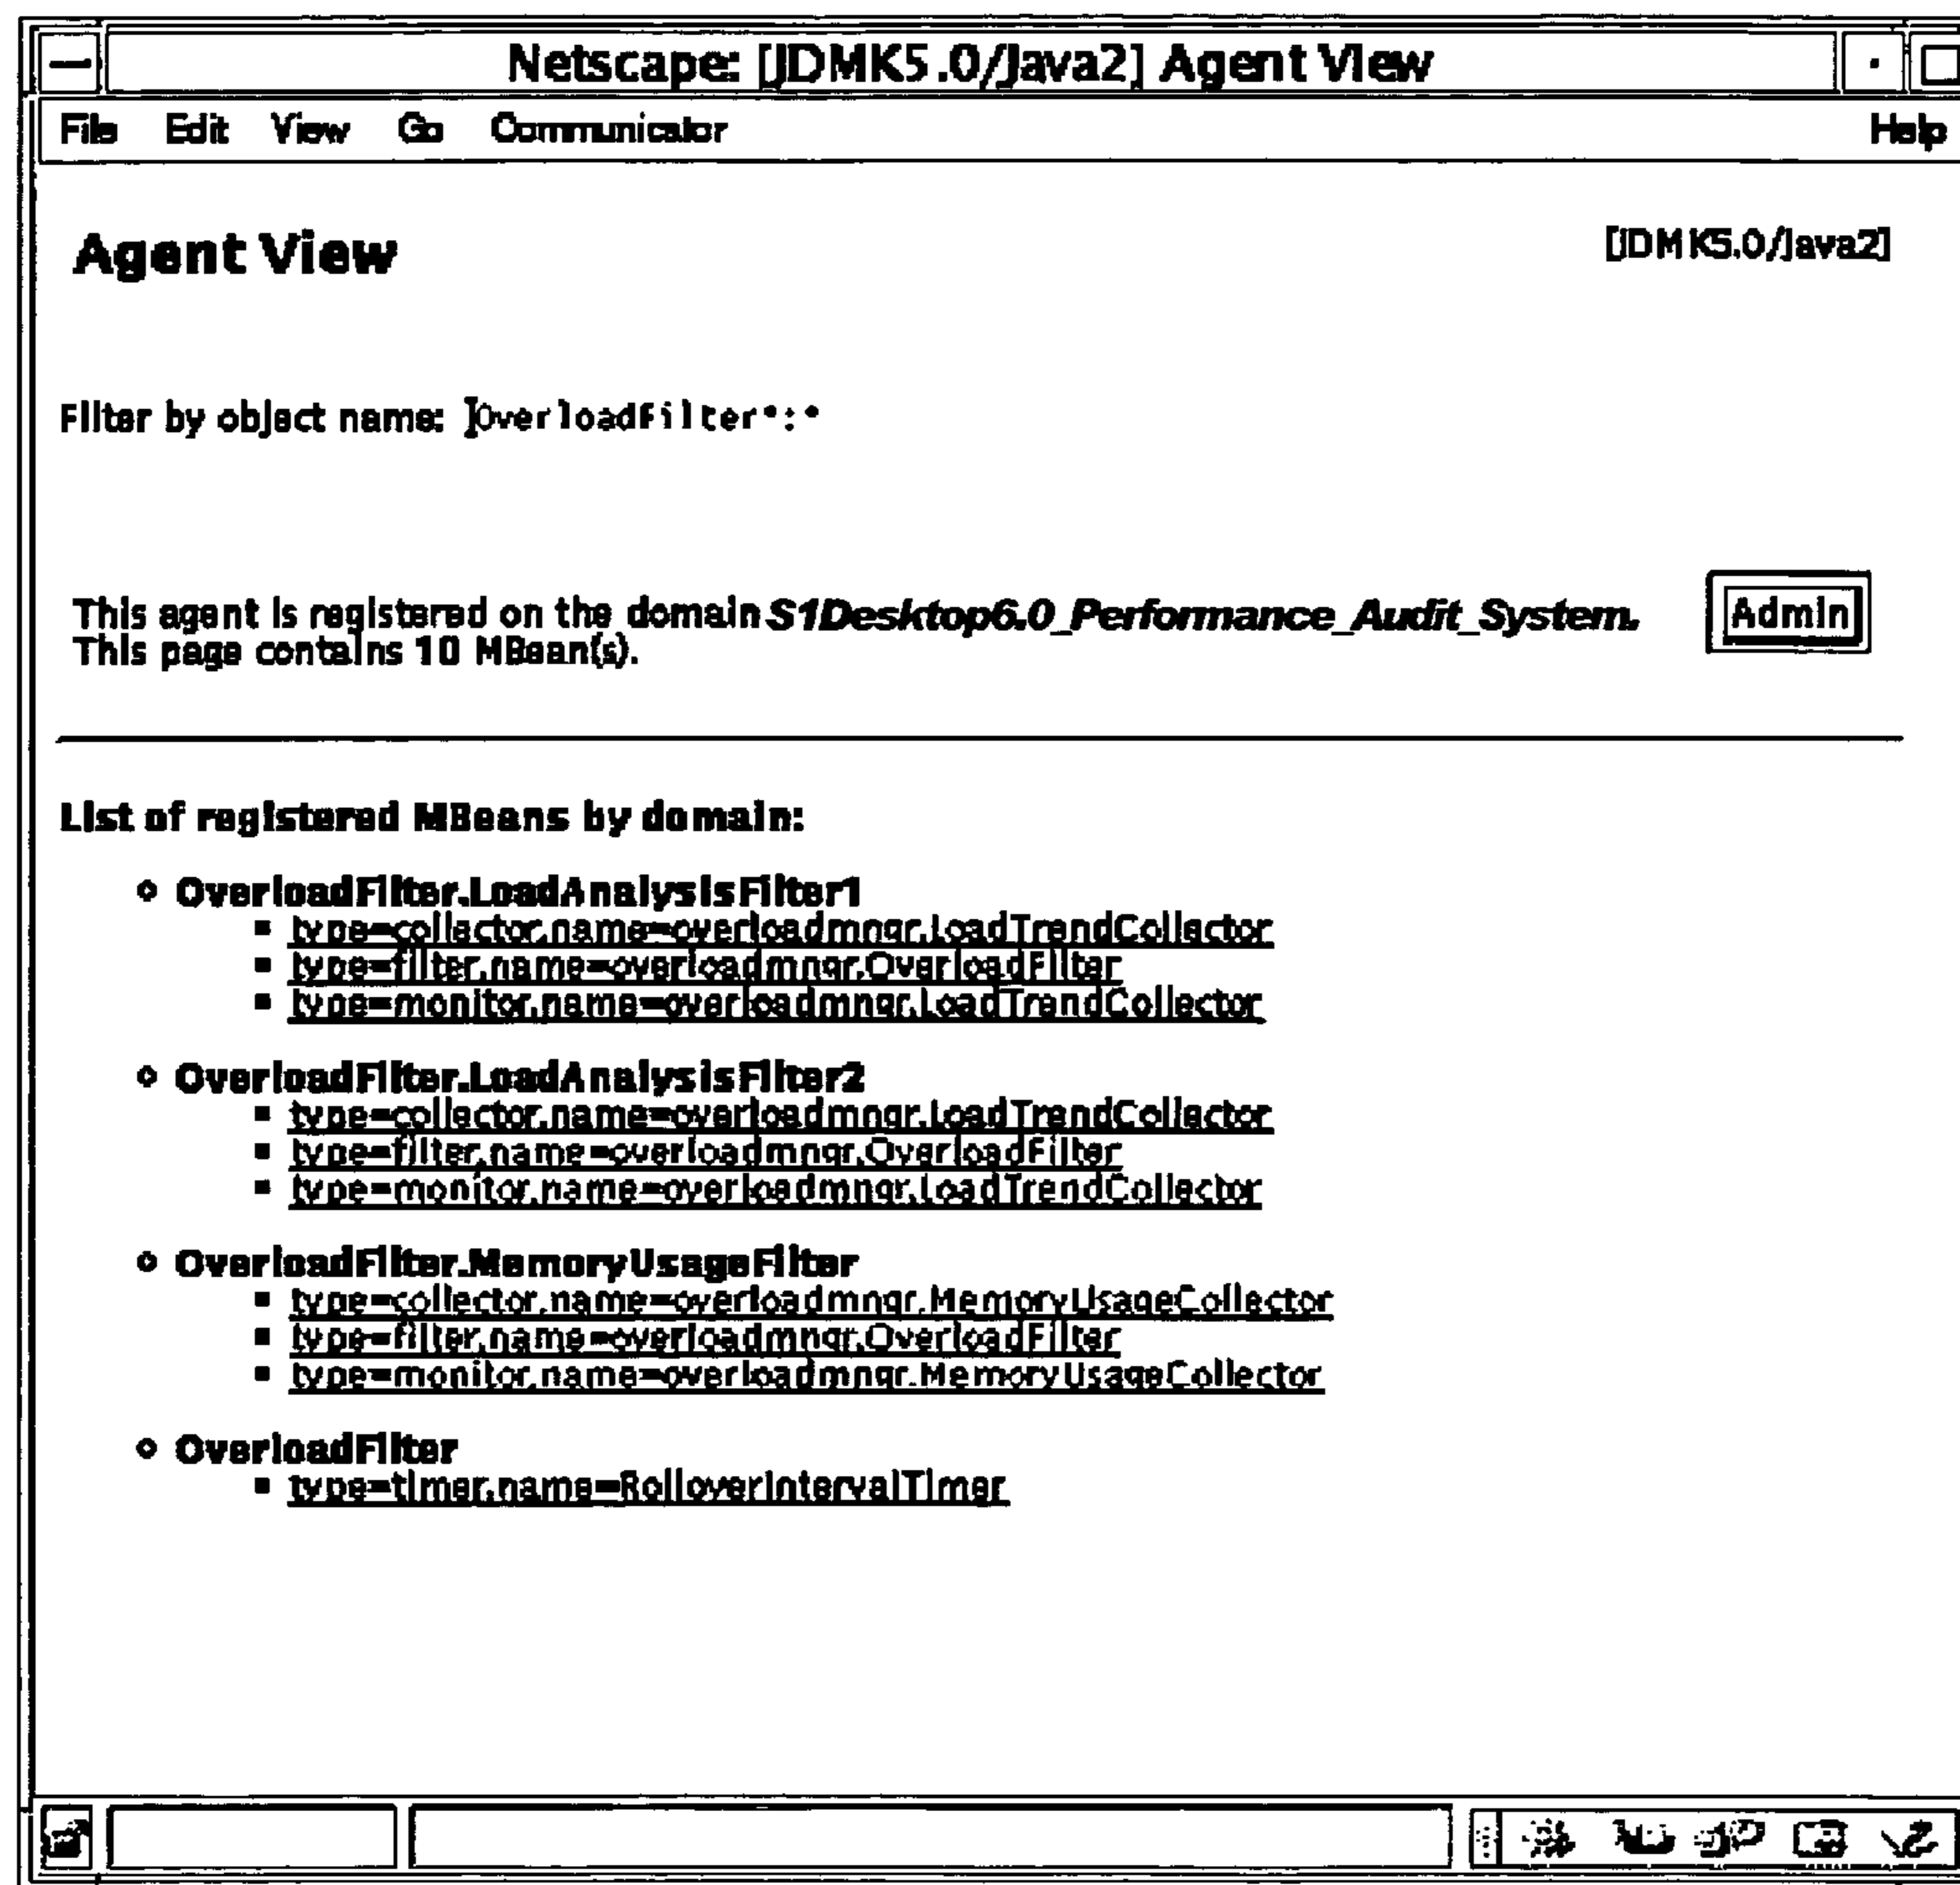 Netscape: [JDMK5.0/Java2] Agent View
File Edit View Go Communicator Help
Agent View [JDMK5.0/Java2]
Filter by object name: OverloadFilter*:*
This agent is registered on the domain S1Desktop6.0_Performance_Audit_System. Admin
This page contains 10 MBean(s).
List of registered MBeans by domain:
OverloadFilter.LoadAnalysisFilter1
type=collector,name=overloadmngr.LoadTrendCollector
type=filter,name=overloadmngr.OverloadFilter
type=monitor,name=overloadmngr.LoadTrendCollector
OverloadFilter.LoadAnalysisFilter2
type=collector,name=overloadmngr.LoadTrendCollector
type=filter,name=overloadmngr.OverloadFilter
type=monitor,name=overloadmngr.LoadTrendCollector
OverloadFilter.MemoryUsageFilter
type=collector,name=overloadmngr.MemoryUsageCollector
type=filter,name=overloadmngr.OverloadFilter
type=monitor,name=overloadmngr.MemoryUsageCollector
OverloadFilter
type=timer,name=RolloverIntervalTimer